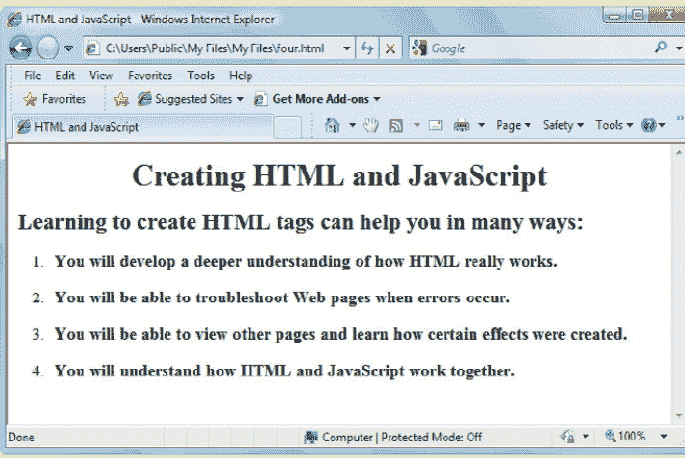 HTML and JavaScript - Windows Internet Explorer
C:\Users\Public\My Files\My Files\four.html Google
File Edit View Favorites Tools Help
Favorites Suggested Sites Get More Add-ons
HTML and JavaScript Page Safety Tools
Creating HTML and JavaScript
Learning to create HTML tags can help you in many ways:
1. You will develop a deeper understanding of how HTML really works.
2. You will be able to troubleshoot Web pages when errors occur.
3. You will be able to view other pages and learn how certain effects were created.
4. You will understand how HTML and JavaScript work together.
Done Computer | Protected Mode: Off 100%